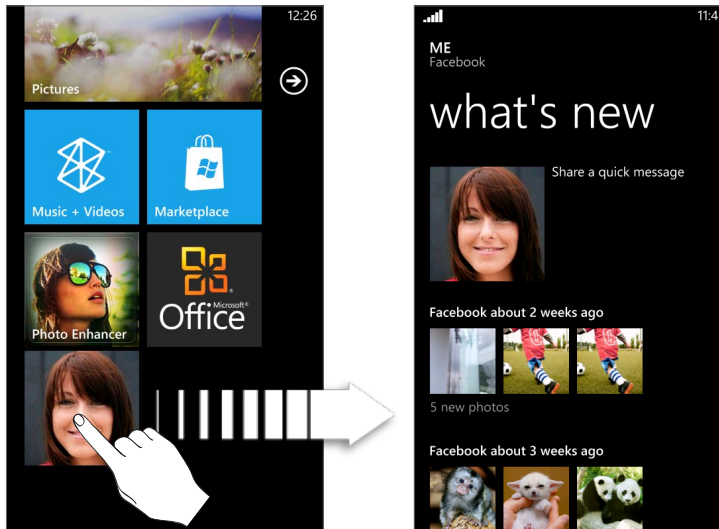 12:26
Pictures
Music + Videos
Marketplace
Photo Enhancer
Microsoft®
Office
11:4
ME
Facebook
what's new
Share a quick message
Facebook about 2 weeks ago
5 new photos
Facebook about 3 weeks ago